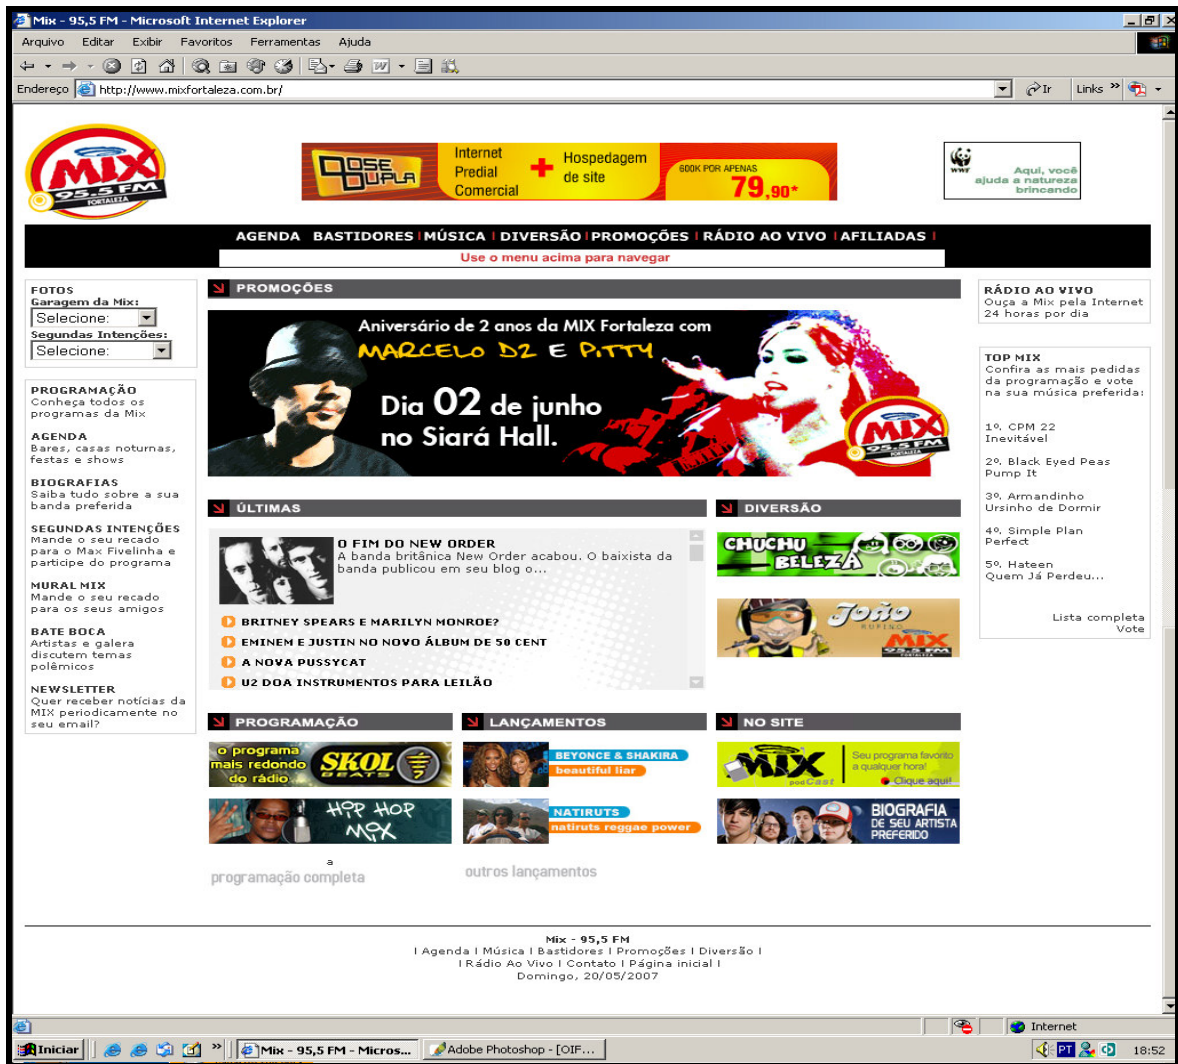 Mix - 95,5 FM - Microsoft Internet Explorer
Arquivo Editar Exibir Favoritos Ferramentas Ajuda
Endereço http://www.mixfortaleza.com.br/ Ir Links »
MIX
95.5 FM
FORTALEZA
DOSE DUPLA
Internet
Predial
Comercial
+
Hospedagem
de site
600K POR APENAS
79,90*
WWF
Aqui, você
ajuda a natureza
brincando
AGENDA BASTIDORES | MÚSICA | DIVERSÃO | PROMOÇÕES | RÁDIO AO VIVO | AFILIADAS |
Use o menu acima para navegar
FOTOS
Garagem da Mix:
Selecione:
Segundas Intenções:
Selecione:
PROGRAMAÇÃO
Conheça todos os
programas da Mix
AGENDA
Bares, casas noturnas,
festas e shows
BIOGRAFIAS
Saiba tudo sobre a sua
banda preferida
SEGUNDAS INTENÇÕES
Mande o seu recado
para o Max Fivelinha e
participe do programa
MURAL MIX
Mande o seu recado
para os seus amigos
BATE BOCA
Artistas e galera
discutem temas
polêmicos
NEWSLETTER
Quer receber notícias da
MIX periodicamente no
seu email?
PROMOÇÕES
Aniversário de 2 anos da MIX Fortaleza com
MARCELO D2 E PITTY
Dia 02 de junho
no Siará Hall.
MIX
95.5 FM
FORTALEZA
ÚLTIMAS
O FIM DO NEW ORDER
A banda britânica New Order acabou. O baixista da
banda publicou em seu blog o...
BRITNEY SPEARS E MARILYN MONROE?
EMINEM E JUSTIN NO NOVO ÁLBUM DE 50 CENT
A NOVA PUSSYCAT
U2 DOA INSTRUMENTOS PARA LEILÃO
DIVERSÃO
CHUCHU
BELEZA
JOÃO
RUFINO
MIX
95.5 FM
FORTALEZA
PROGRAMAÇÃO
o programa
mais redondo
do rádio
SKOL
BEATS
HIP HOP
MIX
a
programação completa
LANÇAMENTOS
BEYONCE & SHAKIRA
beautiful liar
NATIRUTS
natiruts reggae power
outros lançamentos
NO SITE
MIX
podCast
Seu programa favorito
a qualquer hora!
Clique aqui!
BIOGRAFIA
DE SEU ARTISTA
PREFERIDO
RÁDIO AO VIVO
Ouça a Mix pela Internet
24 horas por dia
TOP MIX
Confira as mais pedidas
da programação e vote
na sua música preferida:
1º. CPM 22
Inevitável
2º. Black Eyed Peas
Pump It
3º. Armandinho
Ursinho de Dormir
4º. Simple Plan
Perfect
5º. Hateen
Quem Já Perdeu...
Lista completa
Vote
Mix - 95,5 FM
| Agenda | Música | Bastidores | Promoções | Diversão |
| Rádio Ao Vivo | Contato | Página inicial |
Domingo, 20/05/2007
Internet
Iniciar » Mix - 95,5 FM - Micros... Adobe Photoshop - [OIF... PT 18:52